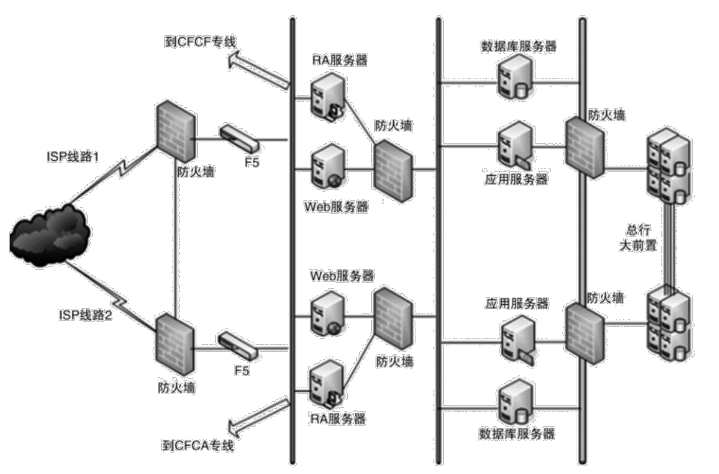 到CFCF专线
RA服务器
数据库服务器
防火墙
防火墙
ISP线路1
防火墙
F5
Web服务器
应用服务器
总行
大前置
Web服务器
应用服务器
防火墙
ISP线路2
防火墙
F5
防火墙
RA服务器
到CFCA专线
数据库服务器